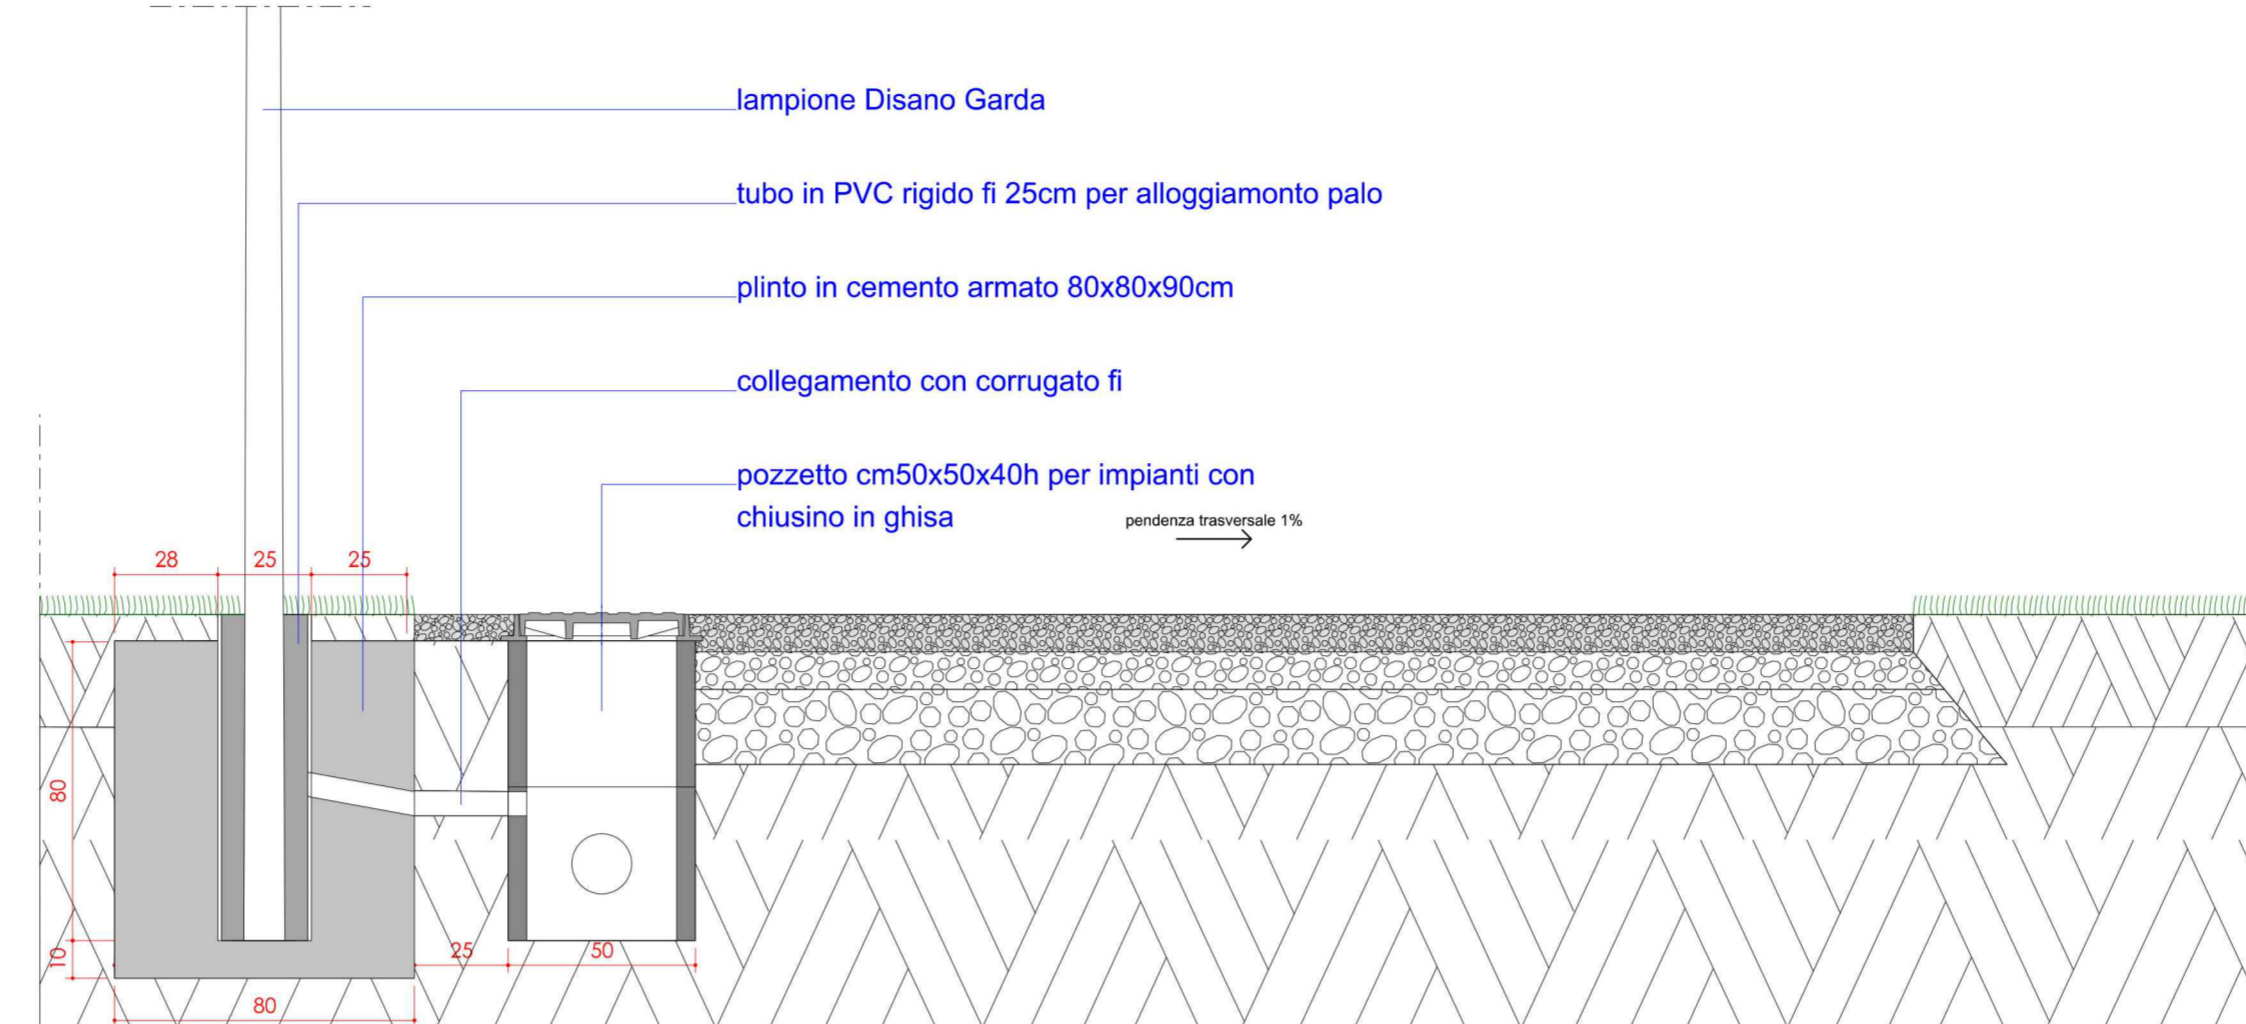 lampione Disano Garda
tubo in PVC rigido fi 25cm per alloggiamonto palo
plinto in cemento armato 80x80x90cm
collegamento con corrugato fi
pozzetto cm50x50x40h per impianti con
chiusino in ghisa
pendenza trasversale 1%
28
25
25
80
10
25
50
80